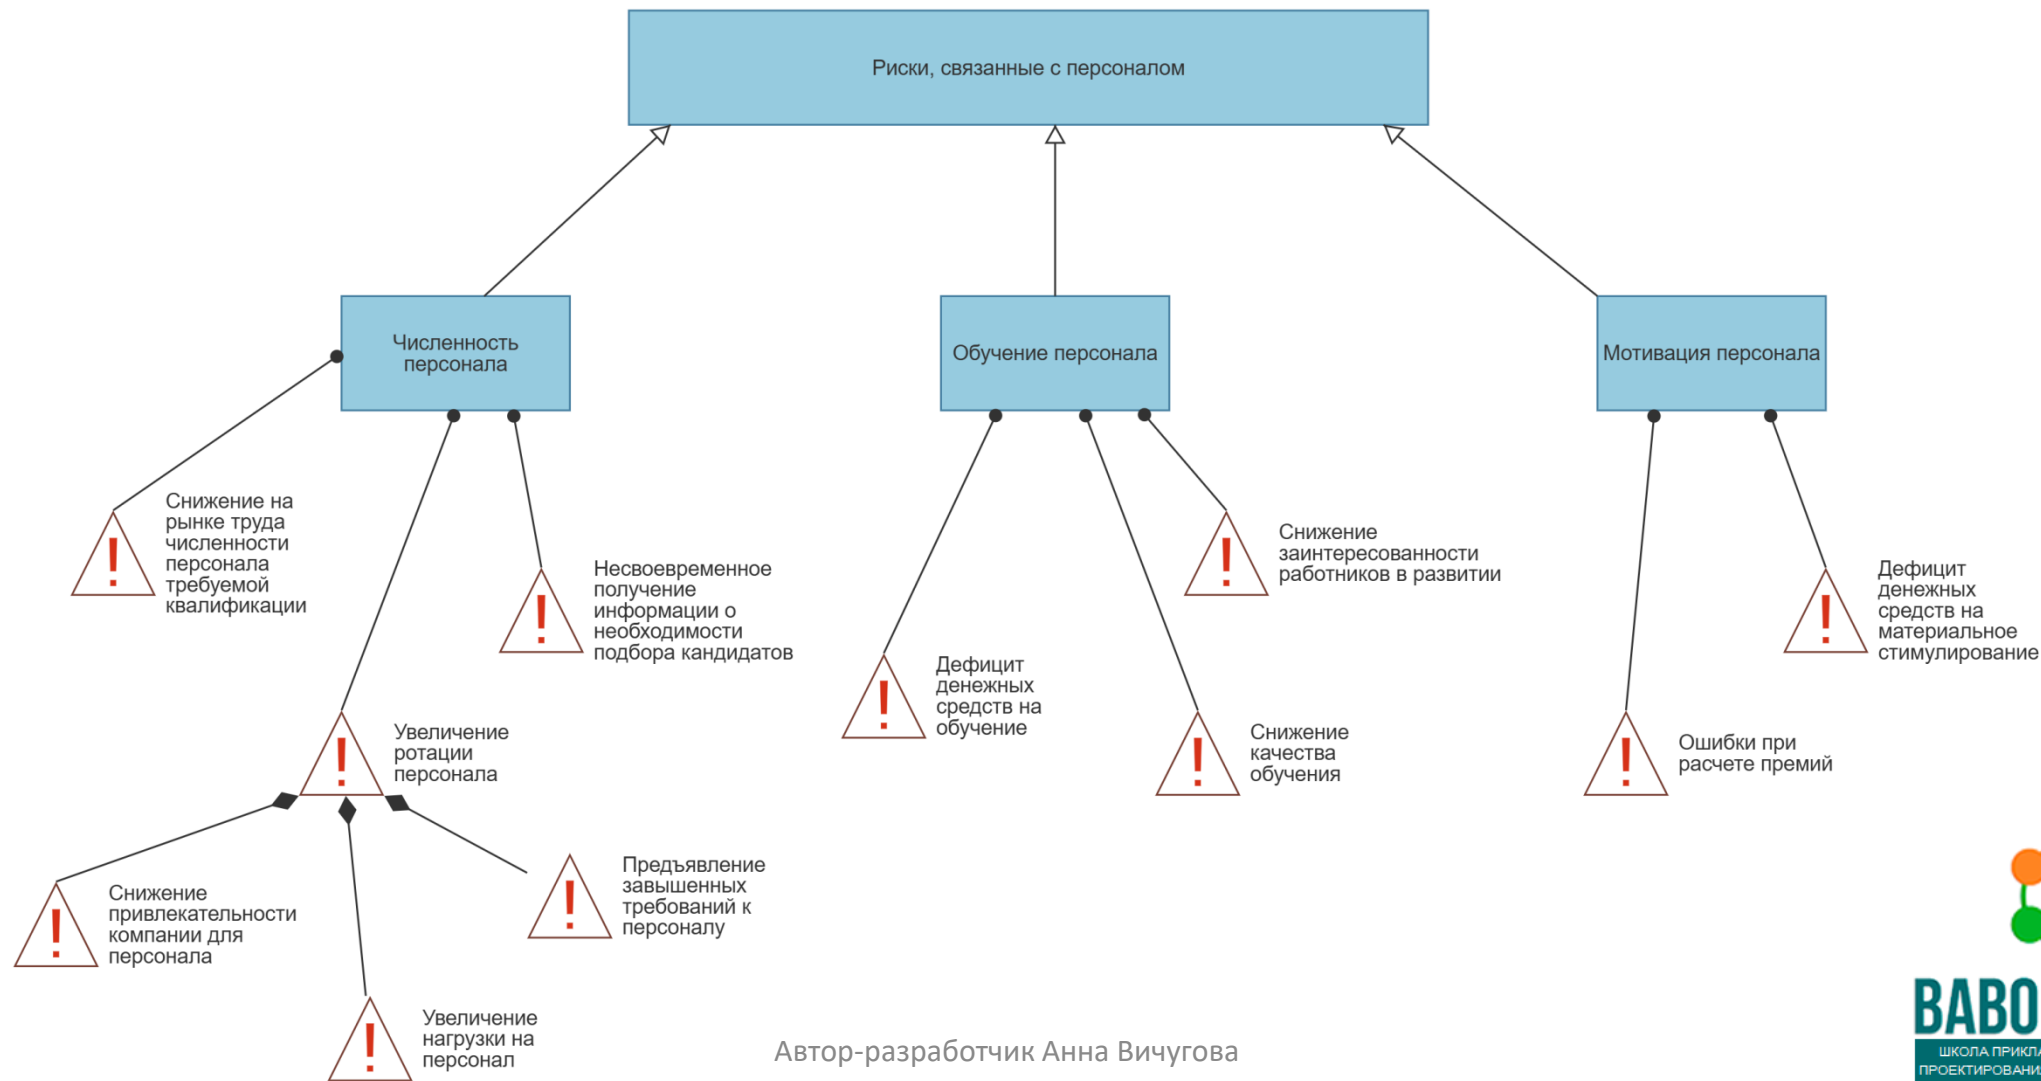 Риски, связанные с персоналом
Численность
персонала
Обучение персонала
Мотивация персонала
Снижение на
рынке труда
численности
персонала
требуемой
квалификации
Несвоевременное
получение
информации о
необходимости
подбора кандидатов
Снижение
заинтересованности
работников в развитии
Дефицит
денежных
средств на
материальное
стимулирование
Дефицит
денежных
средств на
обучение
Увеличение
ротации
персонала
Снижение
качества
обучения
Ошибки при
расчете премий
Снижение
привлекательности
компании для
персонала
Предъявление
завышенных
требований к
персоналу
Увеличение
нагрузки на
персонал
Автор-разработчик Анна Вичугова
BABO
ШКОЛА ПРИКЛА
ПРОЕКТИРОВАНИ